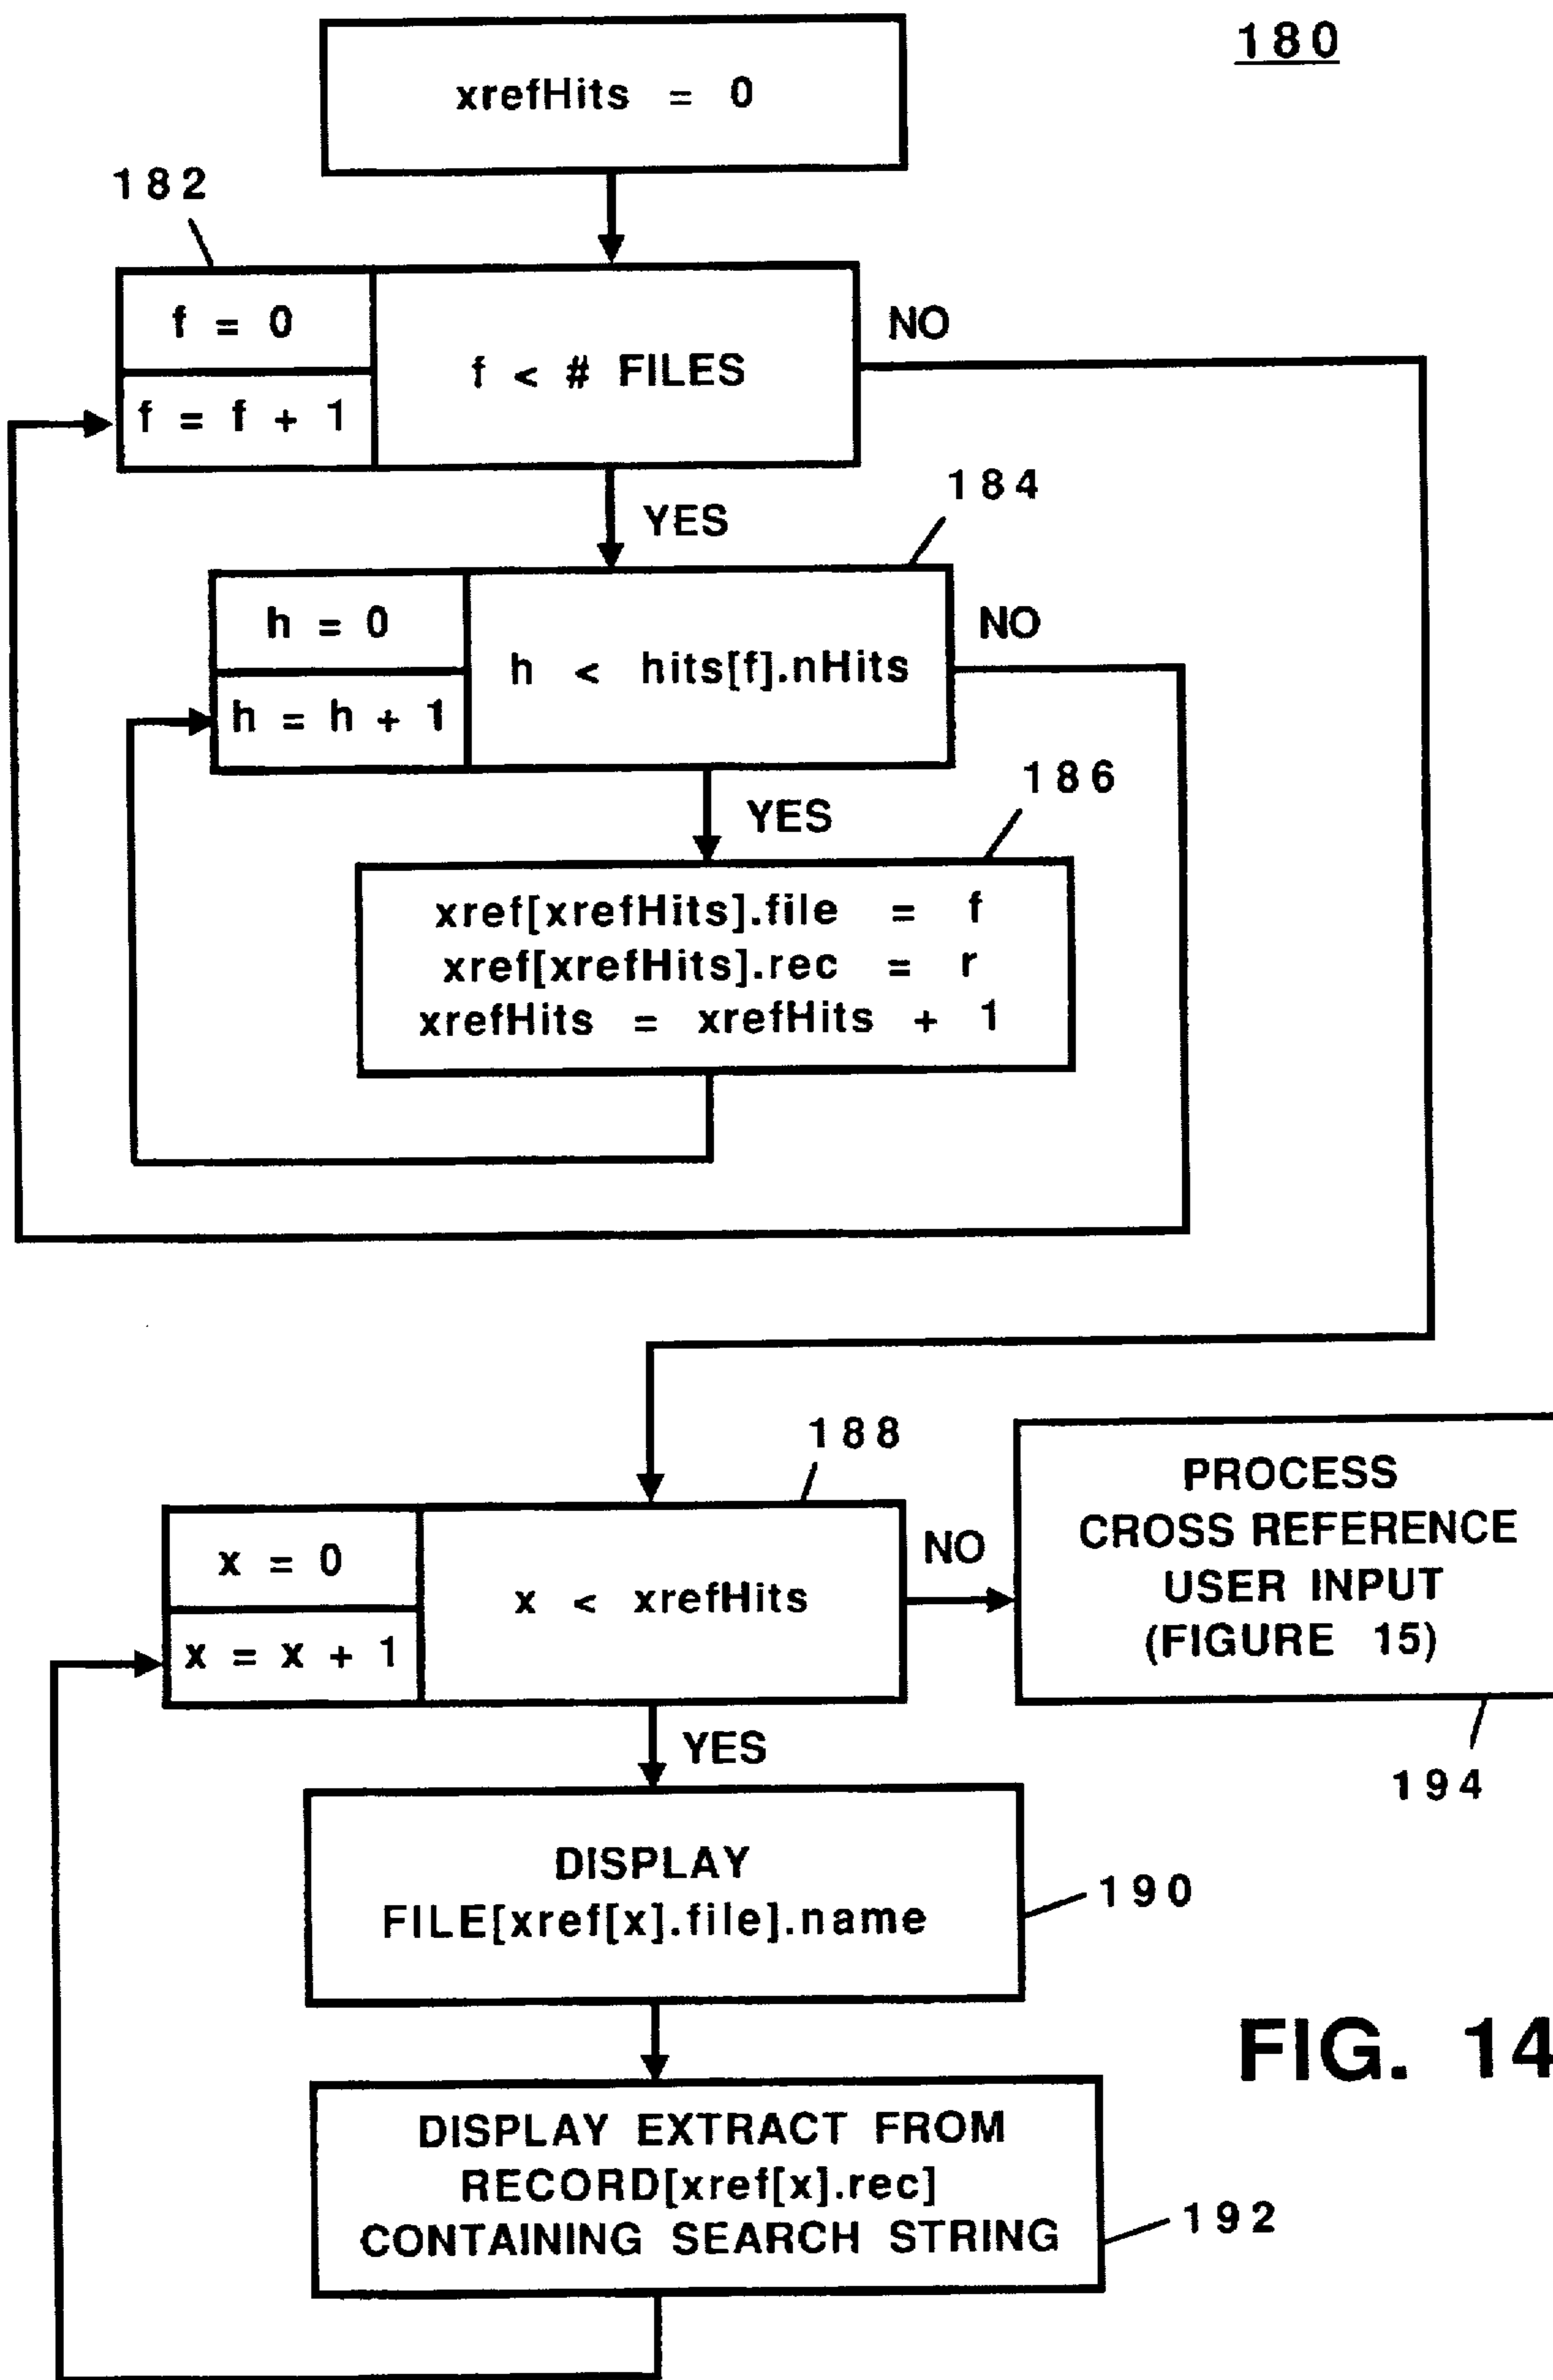 180
xrefHits = 0
182
f = 0
f = f + 1
f < # FILES
NO
YES
184
h = 0
h = h + 1
h < hits[f].nHits
NO
YES
186
xref[xrefHits].file = f
xref[xrefHits].rec = r
xrefHits = xrefHits + 1
188
x = 0
x = x + 1
x < xrefHits
NO
PROCESS
CROSS REFERENCE
USER INPUT
(FIGURE 15)
194
YES
DISPLAY
FILE[xref[x].file].name
190
DISPLAY EXTRACT FROM
RECORD[xref[x].rec]
CONTAINING SEARCH STRING
192
FIG. 14